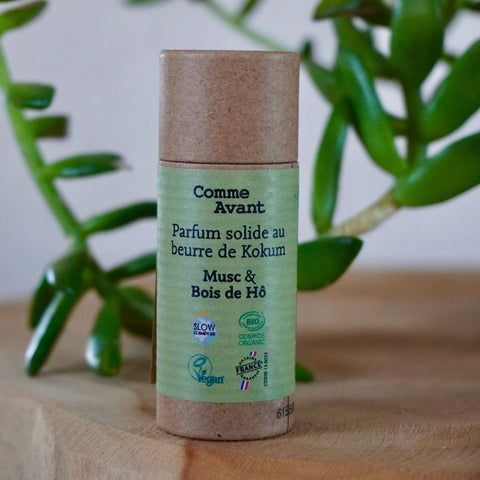 Comme
Avant
Parfum solide au
beurre de Kokum
Musc &
Bois de Hô
SLOW
BIO
COSMOS
ORGANIC
Vegan
FRANCE